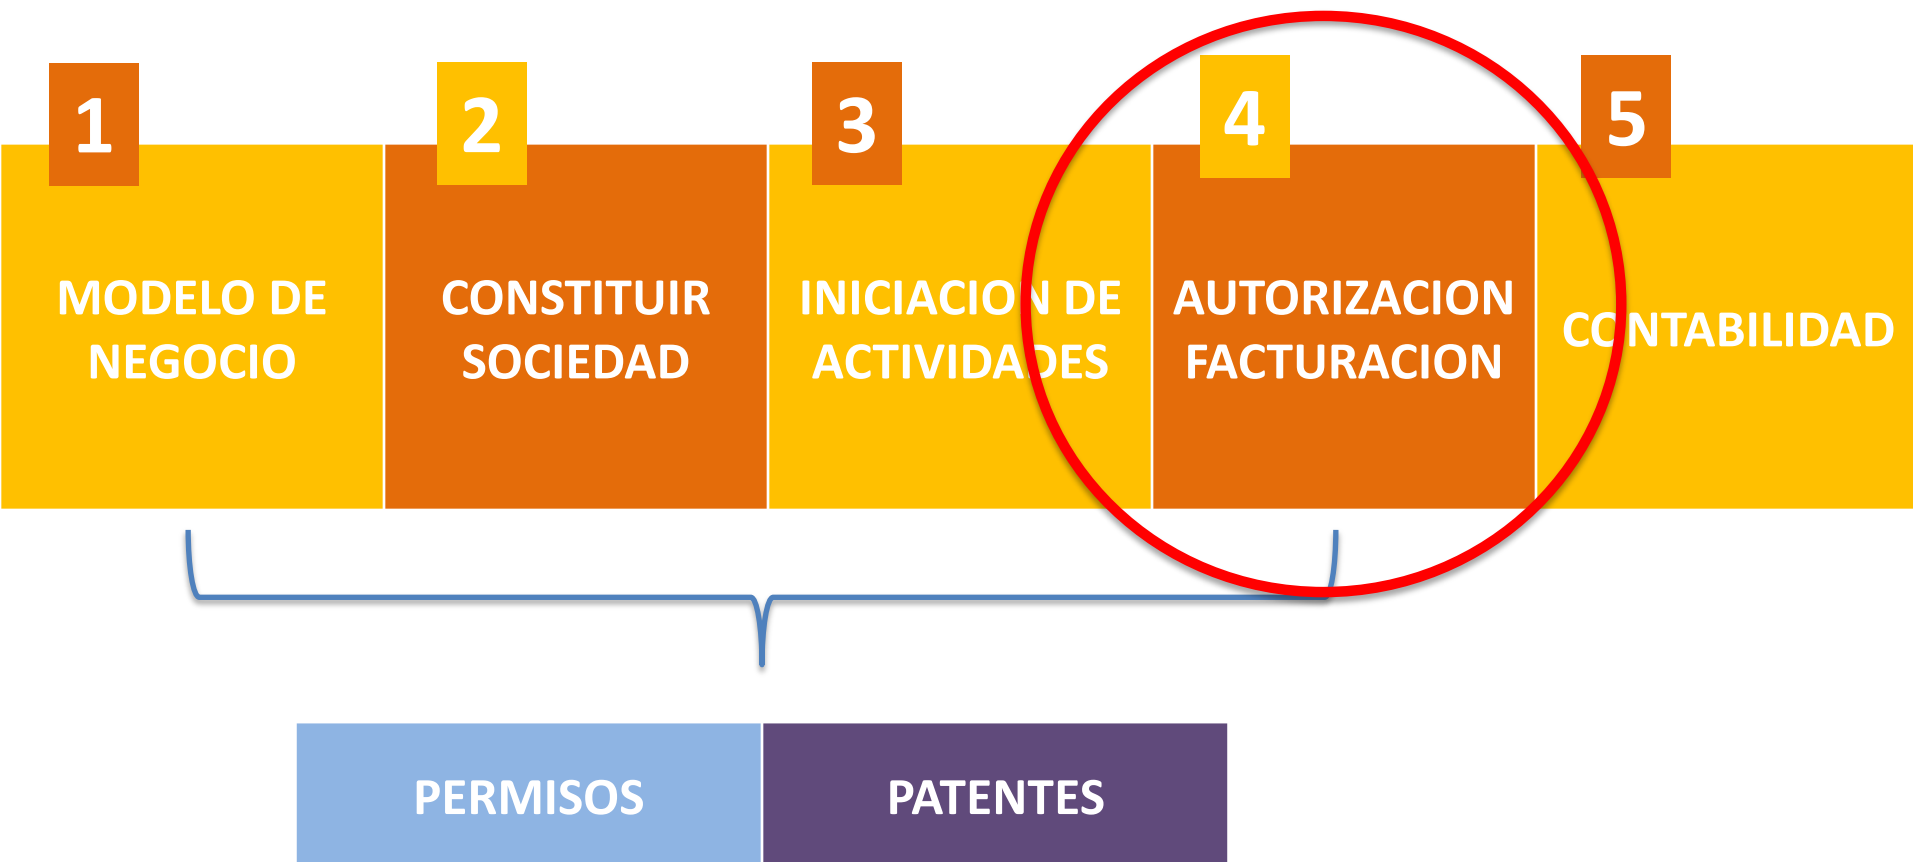 1
MODELO DE
NEGOCIO
2
CONSTITUIR
SOCIEDAD
3
INICIACION DE
ACTIVIDADES
4
AUTORIZACION
FACTURACION
5
CONTABILIDAD
PERMISOS
PATENTES